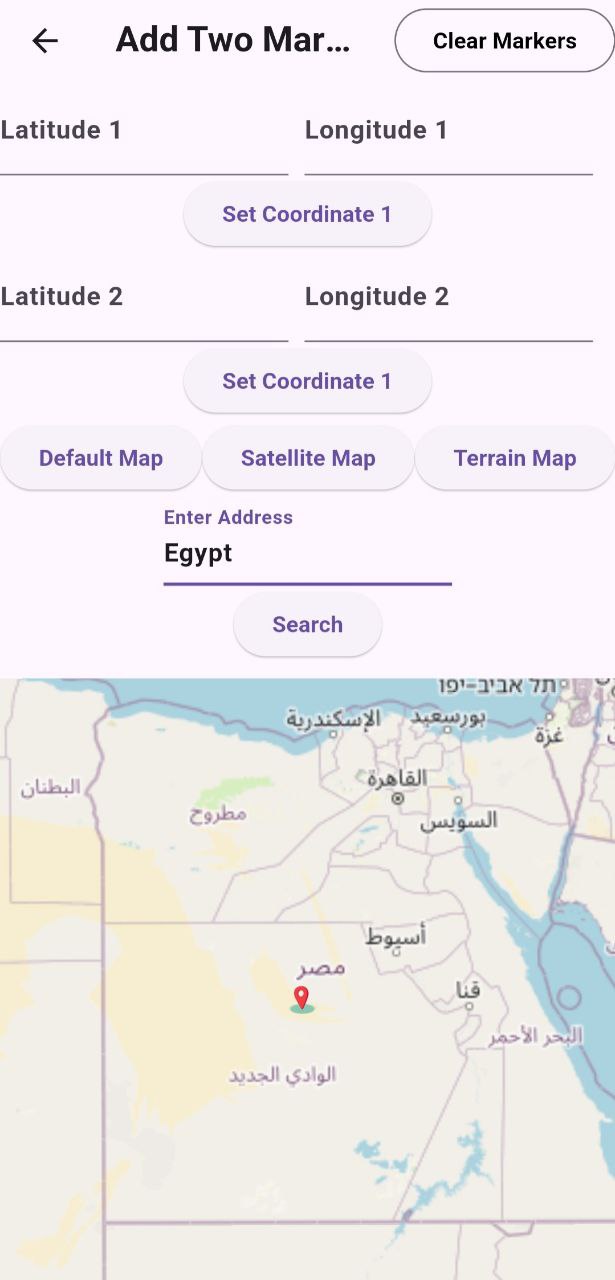 Add Two Mar...
Clear Markers
Latitude 1
Longitude 1
Set Coordinate 1
Latitude 2
Longitude 2
Set Coordinate 1
Default Map
Satellite Map
Terrain Map
Enter Address
Egypt
Search
תל אביב-יפו
الإسكندرية
بورسعيد
غزة
القاهرة
البطنان
مطروح
السويس
أسيوط
مصر
قنا
البحر الأحمر
الوادي الجديد